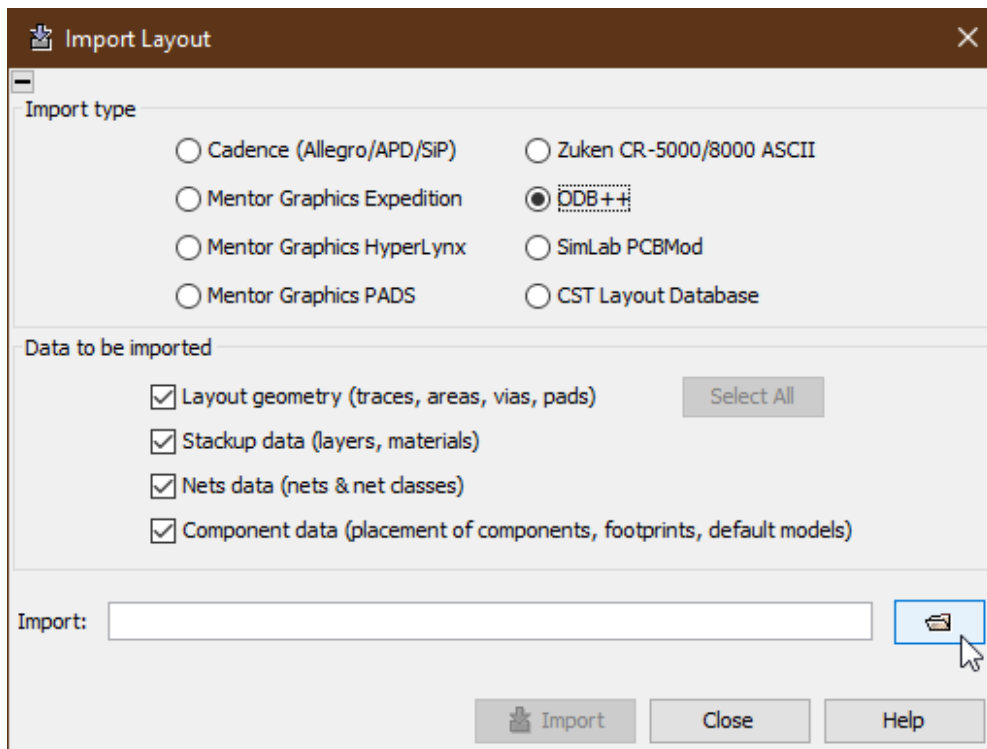 Import Layout
Import type
Cadence (Allegro/APD/SiP)
Zuken CR-5000/8000 ASCII
Mentor Graphics Expedition
ODB++
Mentor Graphics HyperLynx
SimLab PCBMod
Mentor Graphics PADS
CST Layout Database
Data to be imported
Layout geometry (traces, areas, vias, pads)
Select All
Stackup data (layers, materials)
Nets data (nets & net classes)
Component data (placement of components, footprints, default models)
Import:
Import
Close
Help